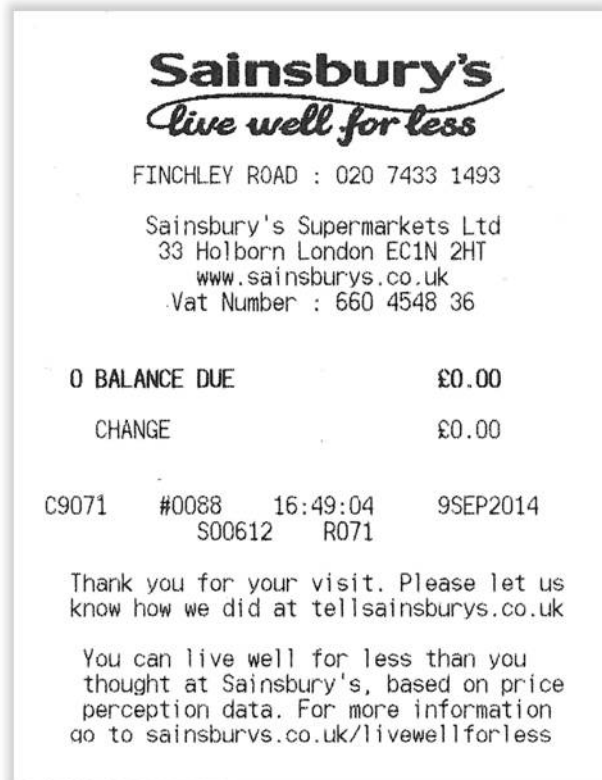 Sainsbury's
live well for less
FINCHLEY ROAD : 020 7433 1493
Sainsbury's Supermarkets Ltd
33 Holborn London EC1N 2HT
www.sainsburys.co.uk
Vat Number : 660 4548 36
0 BALANCE DUE £0.00
CHANGE £0.00
C9071 #0088 16:49:04 9SEP2014
S00612 R071
Thank you for your visit. Please let us
know how we did at tellsainsburys.co.uk
You can live well for less than you
thought at Sainsbury's, based on price
perception data. For more information
go to sainsburys.co.uk/livewellforless